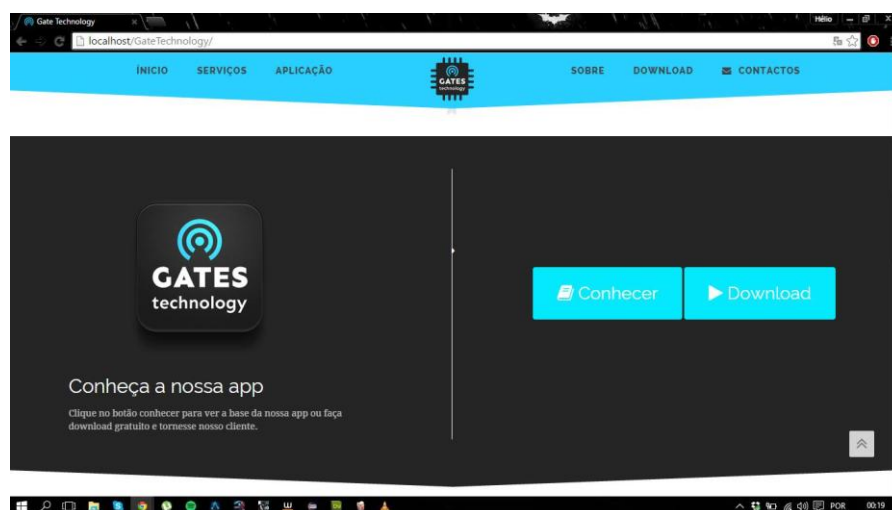 Gate Technology
Hélio
localhost/GateTechnology/
ÍNICIO SERVIÇOS APLICAÇÃO
GATES
technology
SOBRE DOWNLOAD CONTACTOS
GATES
technology
Conhecer Download
Conheça a nossa app
Clique no botão conhecer para ver a base da nossa app ou faça
download gratuito e tornesse nosso cliente.
POR 00:19